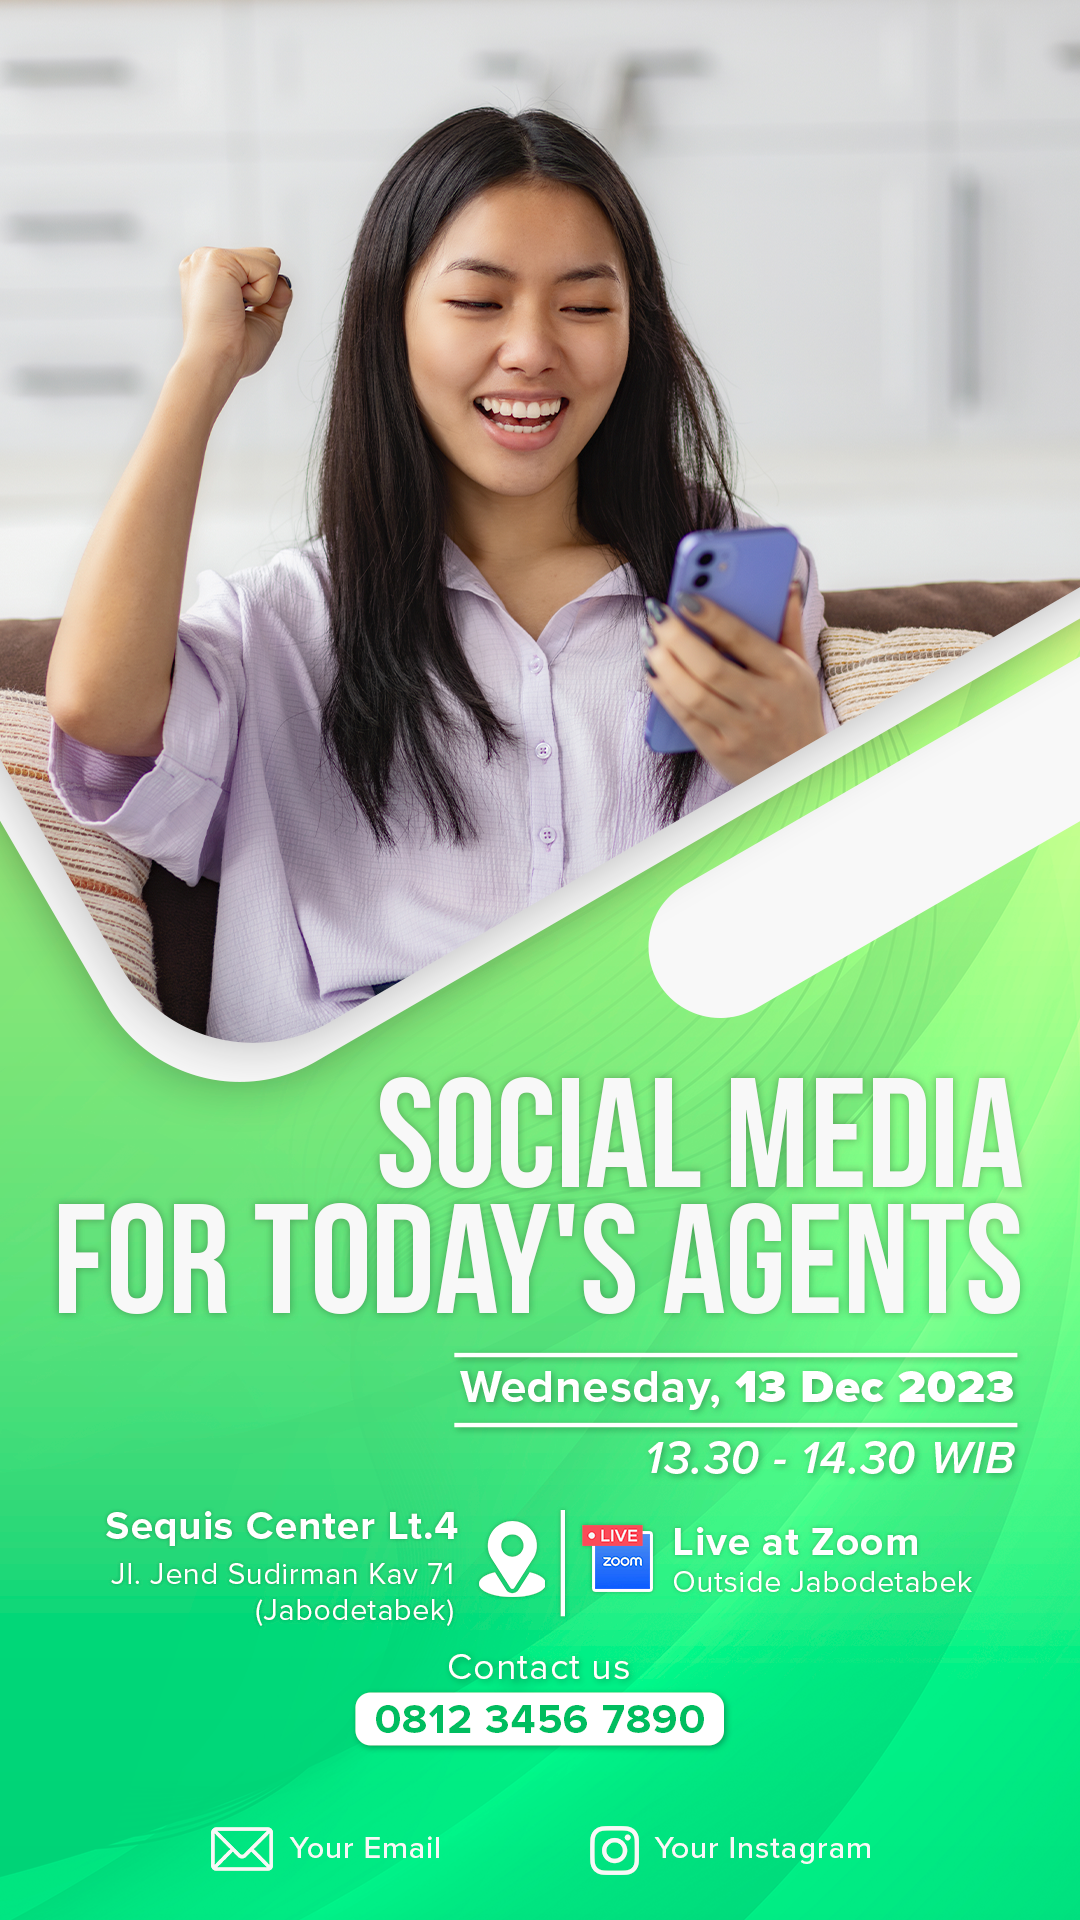 SOCIAL MEDIA
FOR TODAY'S AGENTS
Wednesday, 13 Dec 2023
13.30 - 14.30 WIB
Sequis Center Lt.4
Jl. Jend Sudirman Kav 71
(Jabodetabek)
LIVE
zoom
Live at Zoom
Outside Jabodetabek
Contact us
0812 3456 7890
Your Email
Your Instagram